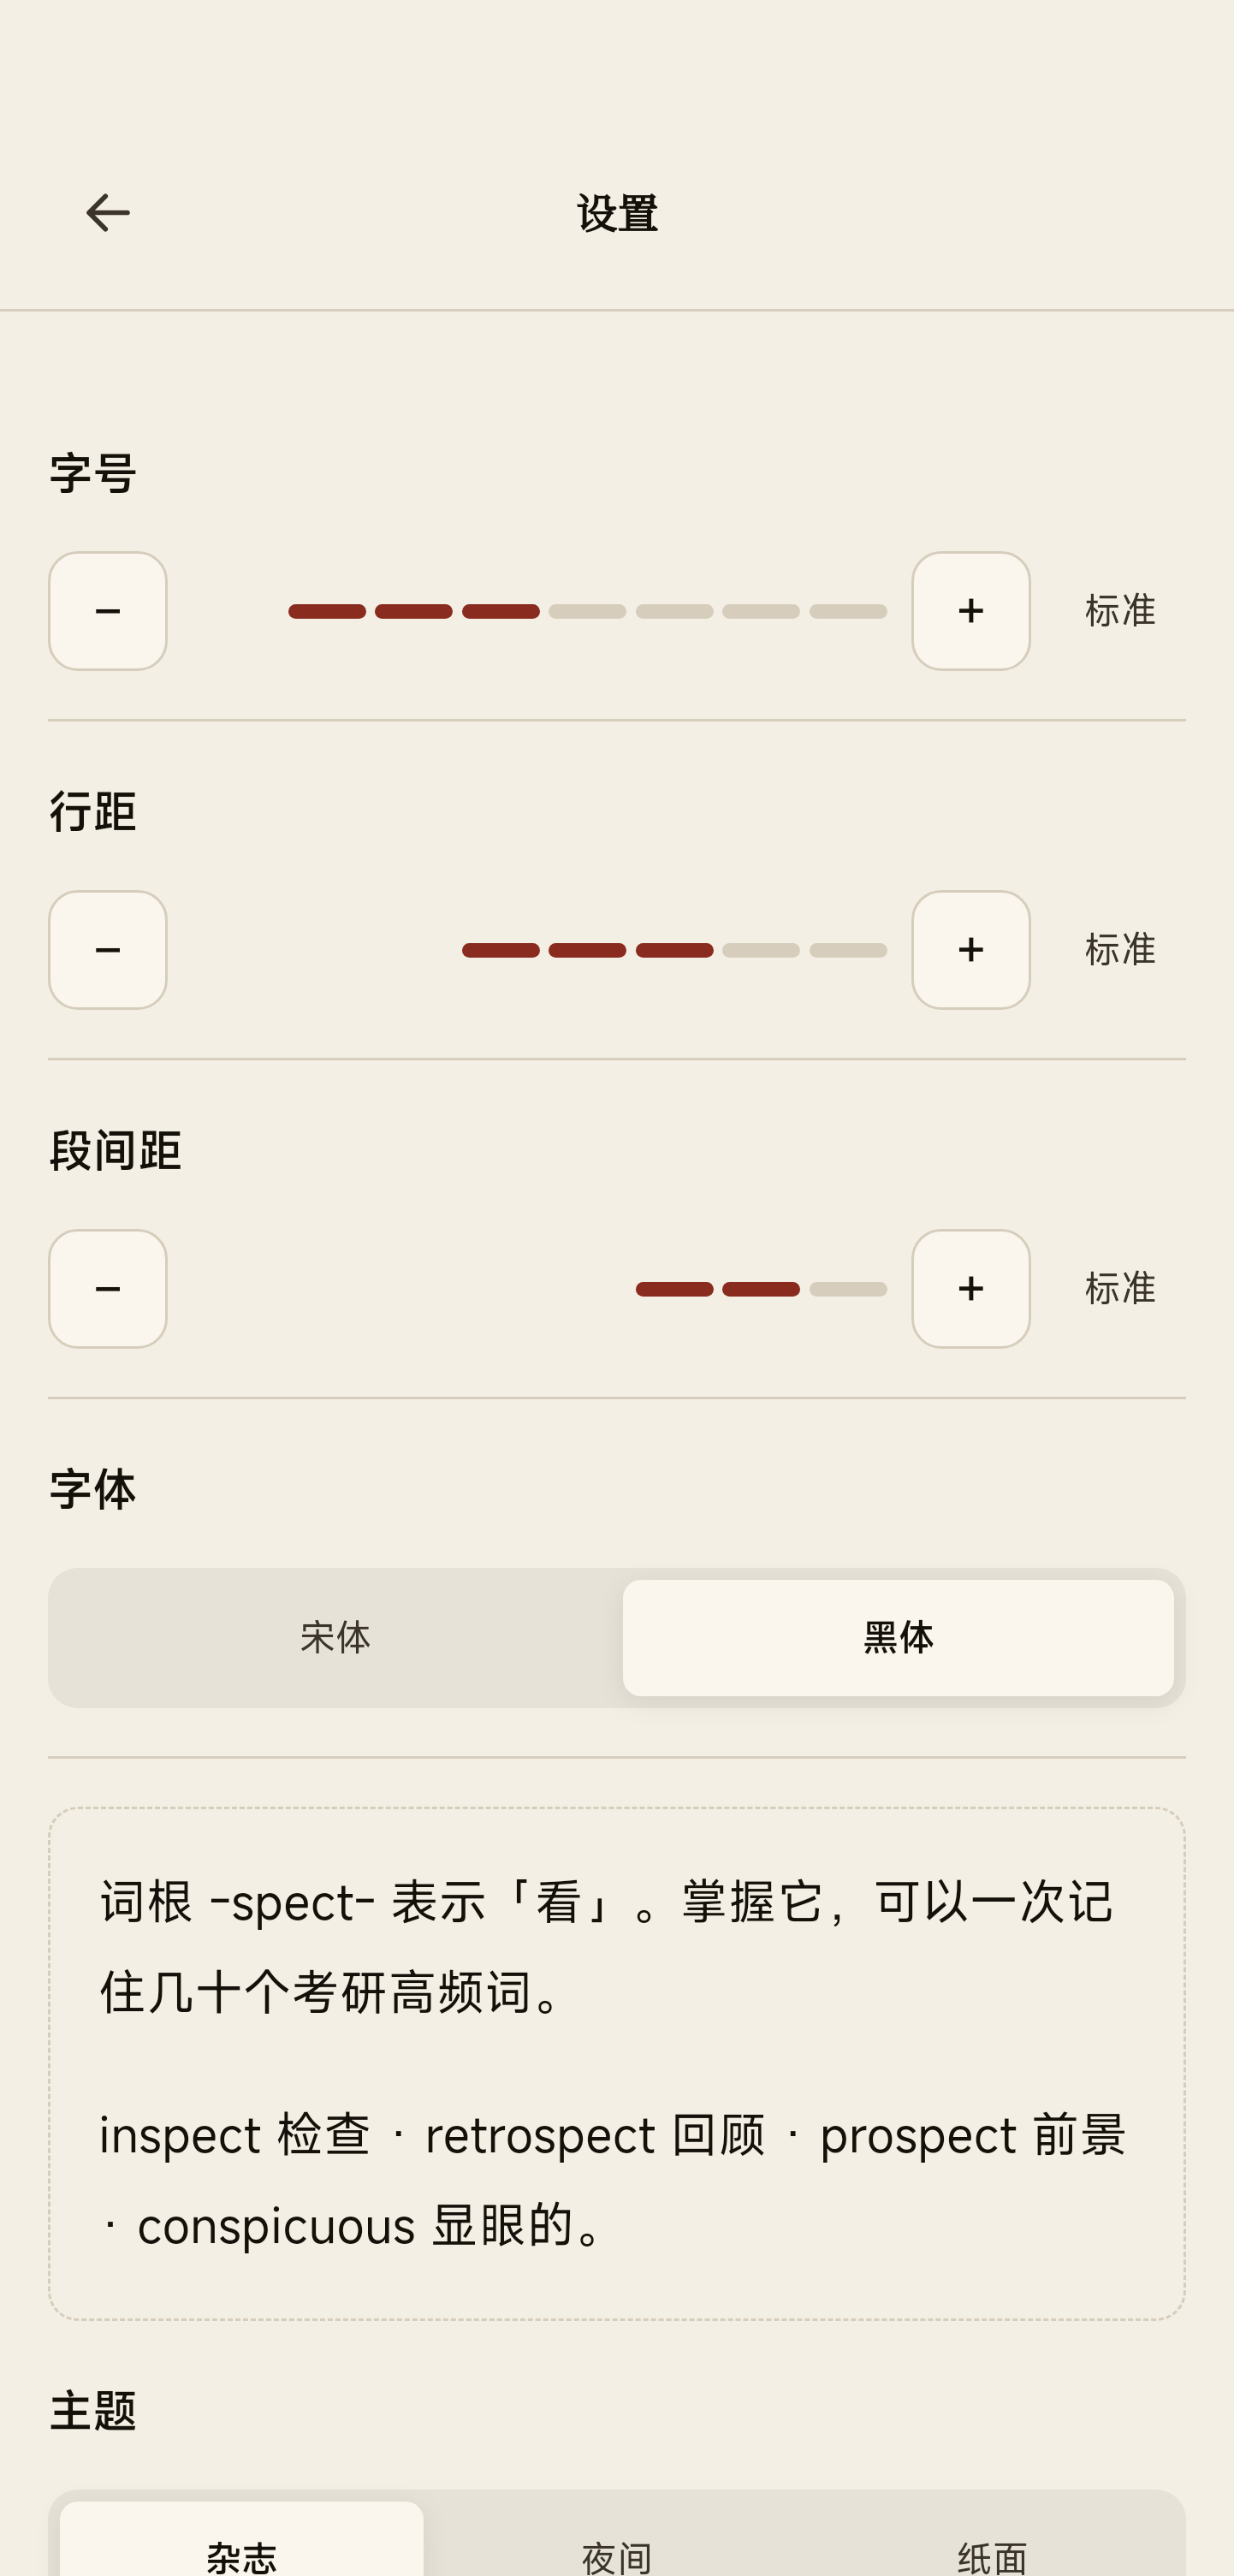 设置
字号
− + 标准
行距
− + 标准
段间距
− + 标准
字体
宋体 黑体
词根 -spect- 表示「看」。掌握它，可以一次记
住几十个考研高频词。
inspect 检查 · retrospect 回顾 · prospect 前景
· conspicuous 显眼的。
主题
杂志 夜间 纸面